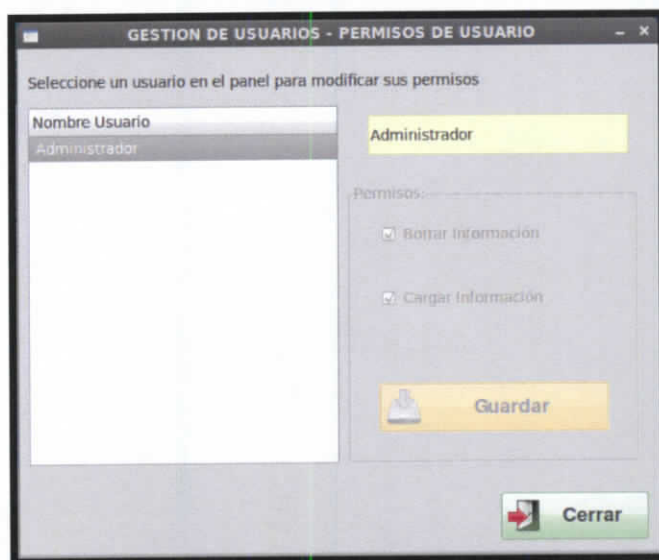 GESTION DE USUARIOS - PERMISOS DE USUARIO
Seleccione un usuario en el panel para modificar sus permisos
Nombre Usuario
Administrador
Administrador
Permisos:
Borrar Información
Cargar Información
Guardar
Cerrar